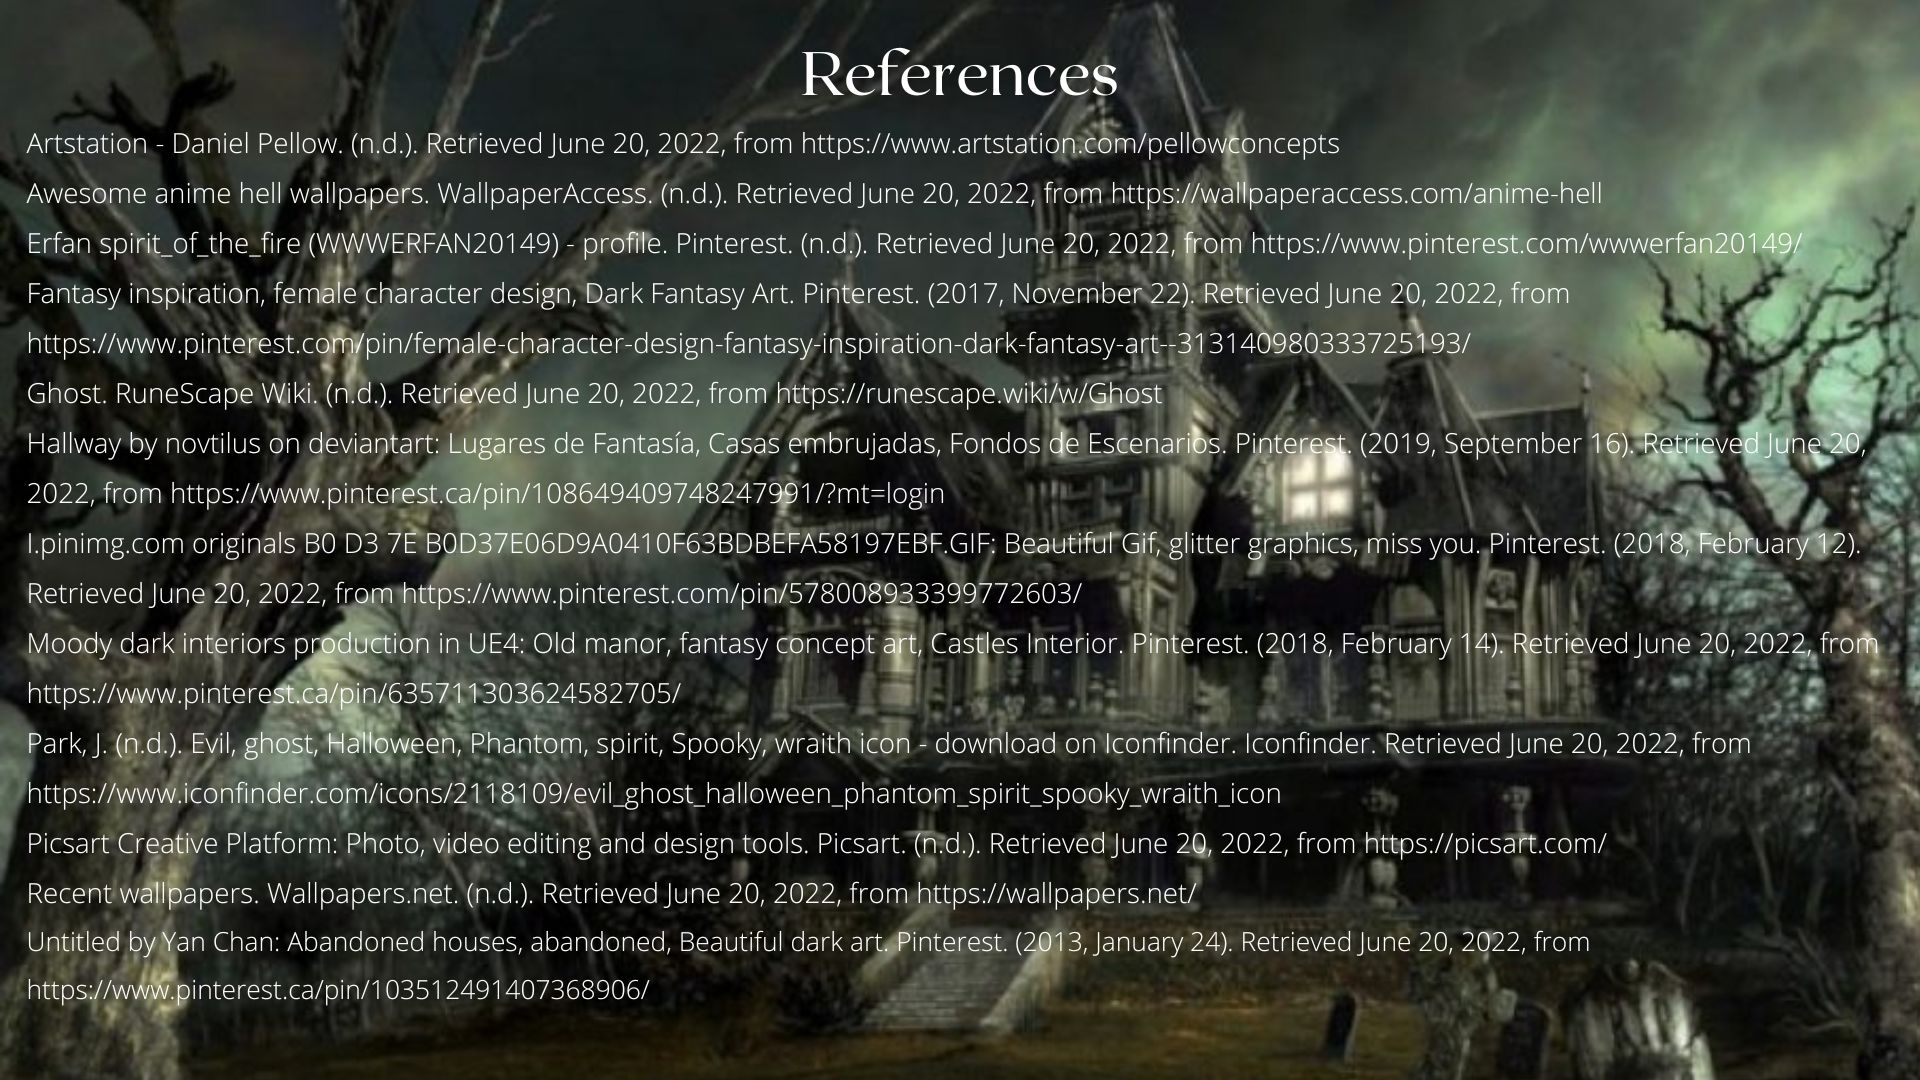 References
Artstation - Daniel Pellow. (n.d.). Retrieved June 20, 2022, from https://www.artstation.com/pellowconcepts
Awesome anime hell wallpapers. WallpaperAccess. (n.d.). Retrieved June 20, 2022, from https://wallpaperaccess.com/anime-hell
Erfan spirit_of_the_fire (WWWERFAN20149) - profile. Pinterest. (n.d.). Retrieved June 20, 2022, from https://www.pinterest.com/wwwerfan20149/
Fantasy inspiration, female character design, Dark Fantasy Art. Pinterest. (2017, November 22). Retrieved June 20, 2022, from
https://www.pinterest.com/pin/female-character-design-fantasy-inspiration-dark-fantasy-art--313140980333725193/
Ghost. RuneScape Wiki. (n.d.). Retrieved June 20, 2022, from https://runescape.wiki/w/Ghost
Hallway by novtilus on deviantart: Lugares de Fantasía, Casas embrujadas, Fondos de Escenarios. Pinterest. (2019, September 16). Retrieved June 20,
2022, from https://www.pinterest.ca/pin/108649409748247991/?mt=login
I.pinimg.com originals B0 D3 7E B0D37E06D9A0410F63BDBEFA58197EBF.GIF: Beautiful Gif, glitter graphics, miss you. Pinterest. (2018, February 12).
Retrieved June 20, 2022, from https://www.pinterest.com/pin/578008933399772603/
Moody dark interiors production in UE4: Old manor, fantasy concept art, Castles Interior. Pinterest. (2018, February 14). Retrieved June 20, 2022, from
https://www.pinterest.ca/pin/635711303624582705/
Park, J. (n.d.). Evil, ghost, Halloween, Phantom, spirit, Spooky, wraith icon - download on Iconfinder. Iconfinder. Retrieved June 20, 2022, from
https://www.iconfinder.com/icons/2118109/evil_ghost_halloween_phantom_spirit_spooky_wraith_icon
Picsart Creative Platform: Photo, video editing and design tools. Picsart. (n.d.). Retrieved June 20, 2022, from https://picsart.com/
Recent wallpapers. Wallpapers.net. (n.d.). Retrieved June 20, 2022, from https://wallpapers.net/
Untitled by Yan Chan: Abandoned houses, abandoned, Beautiful dark art. Pinterest. (2013, January 24). Retrieved June 20, 2022, from
https://www.pinterest.ca/pin/103512491407368906/